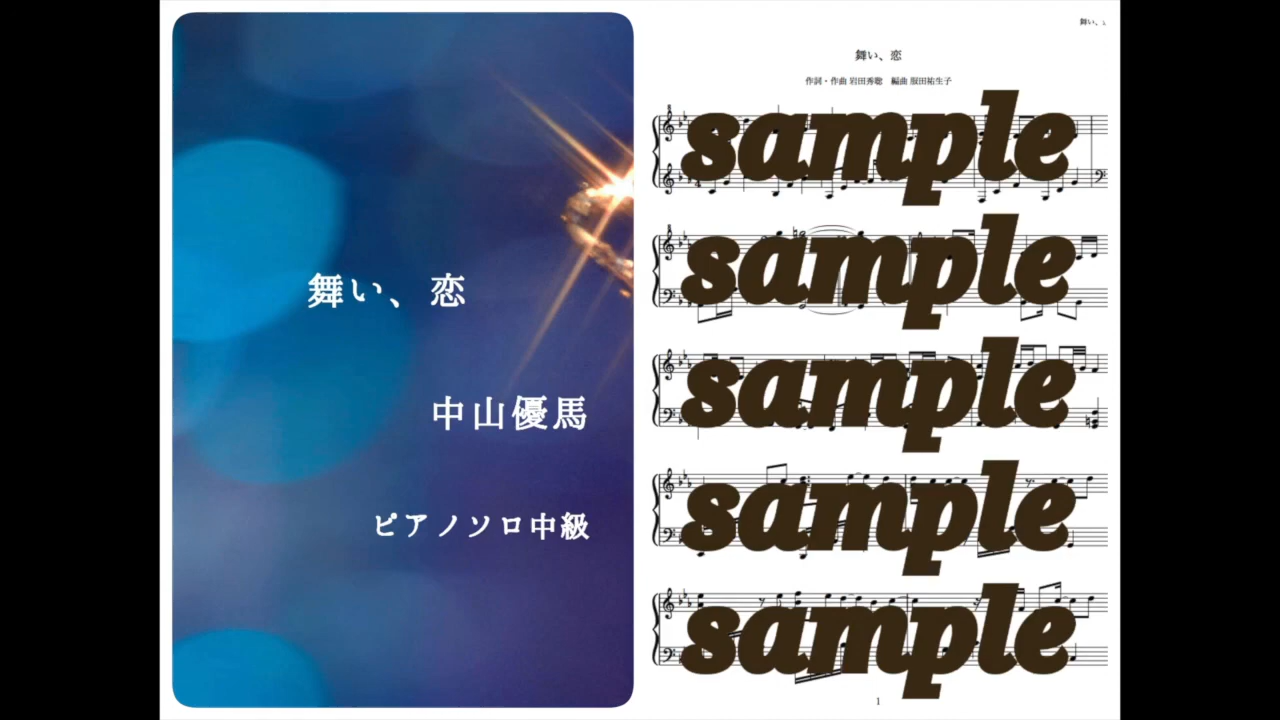 舞い、恋
中山優馬
ピアノソロ中級
舞い、恋
舞い、恋
作詞・作曲 岩田秀聡　編曲 服田祐生子
sample
sample
sample
sample
sample
1